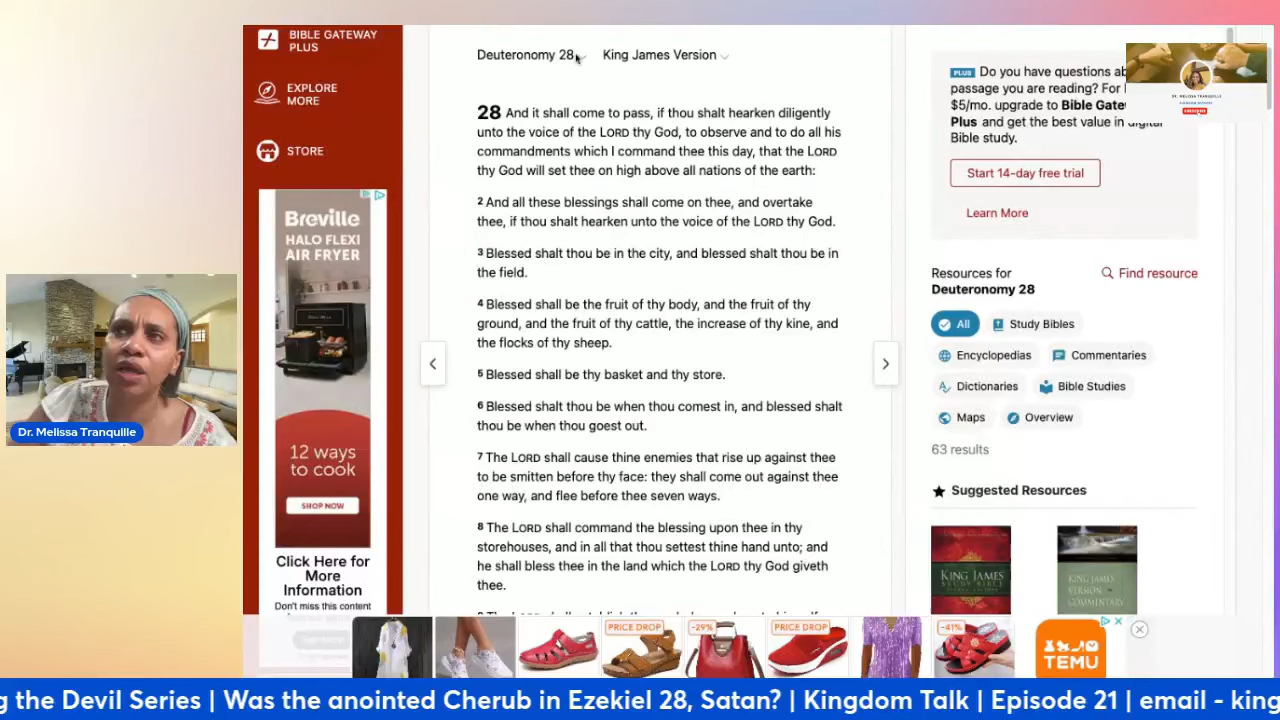 BIBLE GATEWAY
PLUS
EXPLORE
MORE
STORE
Breville
HALO FLEXI
AIR FRYER
12 ways
to cook
SHOP NOW
Click Here for
More
Information
Don't miss this content
Dr. Melissa Tranquille
Deuteronomy 28
King James Version
28 And it shall come to pass, if thou shalt hearken diligently
unto the voice of the LORD thy God, to observe and to do all his
commandments which I command thee this day, that the LORD
thy God will set thee on high above all nations of the earth:
2 And all these blessings shall come on thee, and overtake
thee, if thou shalt hearken unto the voice of the LORD thy God.
3 Blessed shalt thou be in the city, and blessed shalt thou be in
the field.
4 Blessed shall be the fruit of thy body, and the fruit of thy
ground, and the fruit of thy cattle, the increase of thy kine, and
the flocks of thy sheep.
5 Blessed shall be thy basket and thy store.
6 Blessed shalt thou be when thou comest in, and blessed shalt
thou be when thou goest out.
7 The LORD shall cause thine enemies that rise up against thee
to be smitten before thy face: they shall come out against thee
one way, and flee before thee seven ways.
8 The LORD shall command the blessing upon thee in thy
storehouses, and in all that thou settest thine hand unto; and
he shall bless thee in the land which the LORD thy God giveth
thee.
PLUS Do you have questions ab
passage you are reading? For
$5/mo. upgrade to Bible Gate
Plus and get the best value in digital
Bible study.
Start 14-day free trial
Learn More
DR. MELISSA TRANQUILLE
SUBSCRIBE
Resources for
Deuteronomy 28
Find resource
All
Study Bibles
Encyclopedias
Commentaries
Dictionaries
Bible Studies
Maps
Overview
63 results
Suggested Resources
KING JAMES
STUDY BIBLE
KING JAMES
VERSION
COMMENTARY
PRICE DROP
-29%
PRICE DROP
-41%
TEMU
g the Devil Series | Was the anointed Cherub in Ezekiel 28, Satan? | Kingdom Talk | Episode 21 | email - king